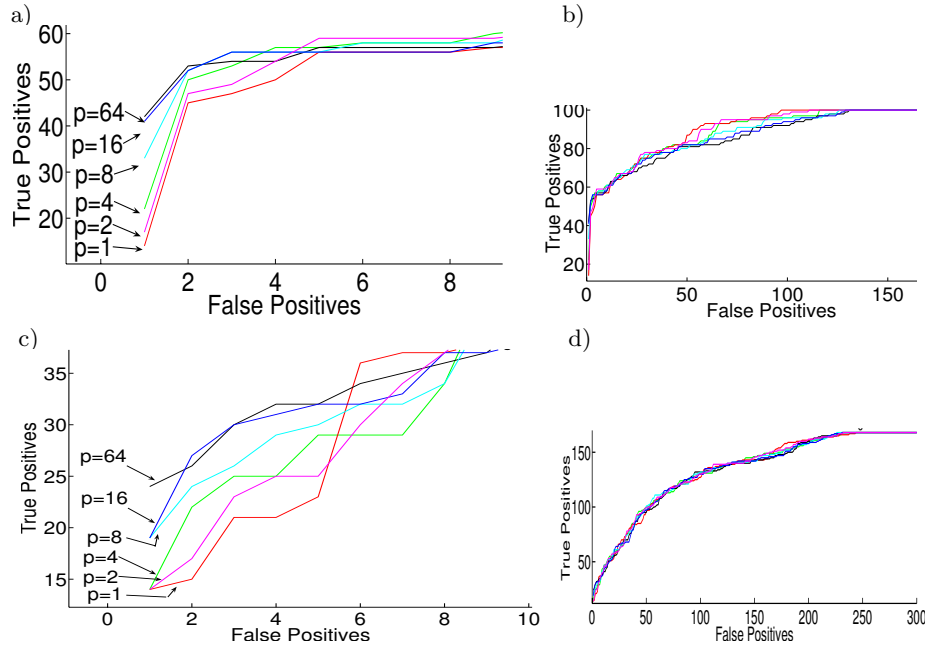 a)
60
50
40
30
20
True Positives
p=64
p=16
p=8
p=4
p=2
p=1
0 2 4 6 8
False Positives
b)
100
80
60
40
20
True Positives
0 50 100 150
False Positives
c)
35
30
25
20
15
True Positives
p=64
p=16
p=8
p=4
p=2
p=1
0 2 4 6 8 10
False Positives
d)
150
100
50
True Positives
0 50 100 150 200 250 300
False Positives